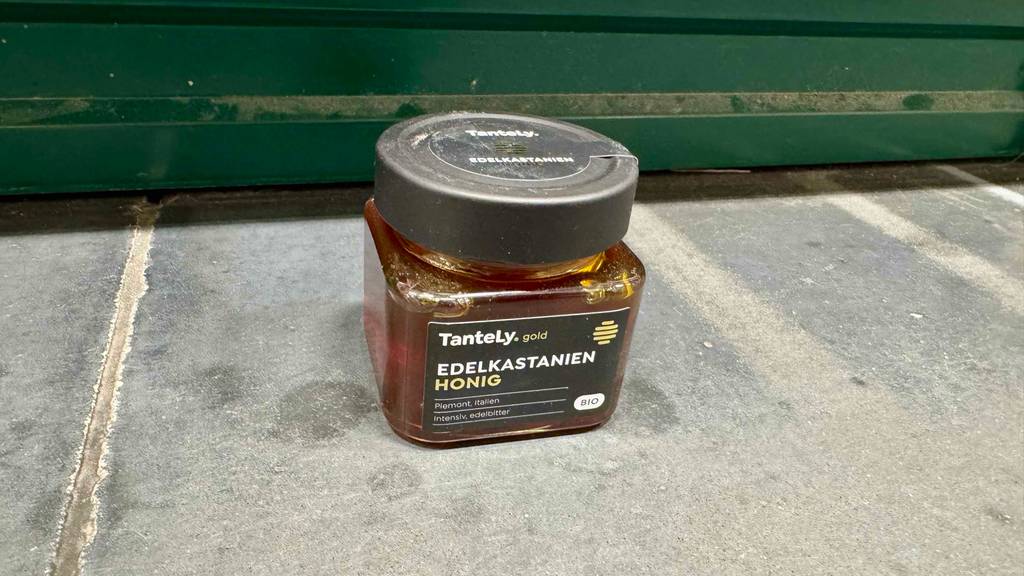 TanteLy.
EDELKASTANIEN
TanteLy. gold
EDELKASTANIEN
HONIG
Piemont, Italien
Intensiv, edelbitter
BIO